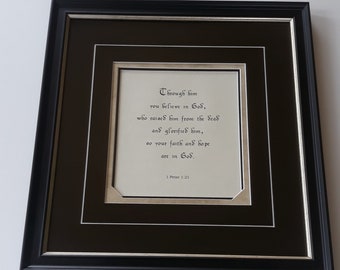 Through him
you believe in God,
who raised him from the dead
and glorified him,
so your faith and hope
are in God.
1 Peter 1:21